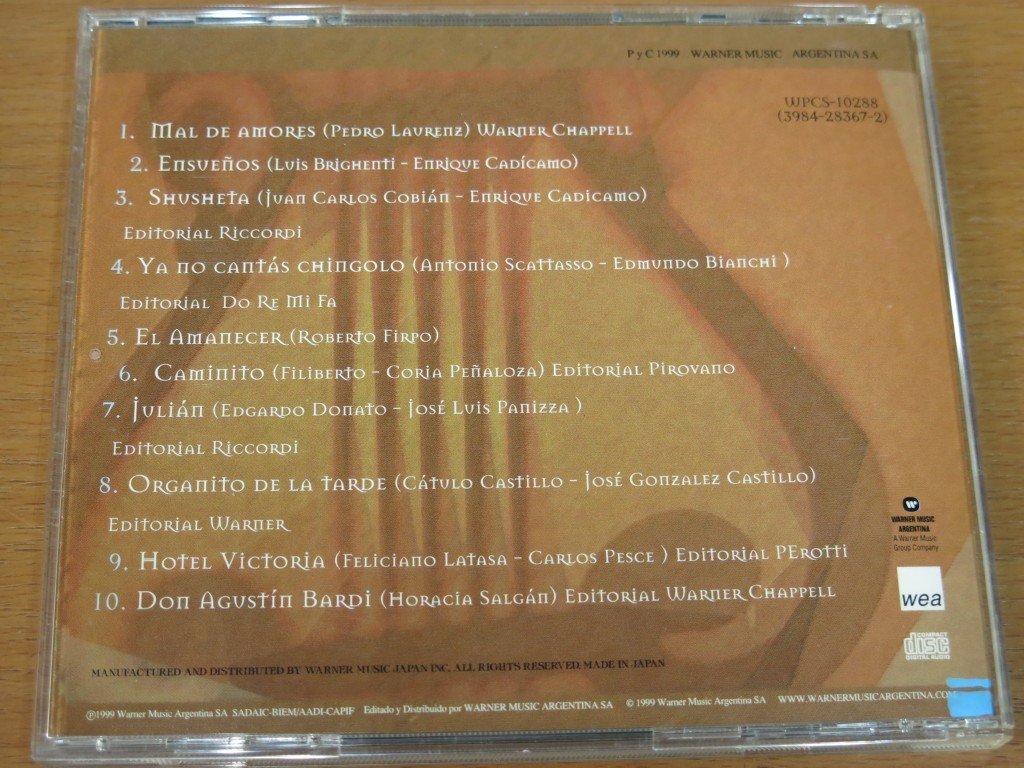 P y C 1999 WARNER MUSIC ARGENTINA SA
WPCS-10288
(3984-28367-2)
1. Mal de amores (Pedro Laurenz) Warner Chappell
2. Ensueños (Luis Brighenti - Enrique Cadícamo)
3. Shusheta (Juan Carlos Cobián - Enrique Cadicamo)
Editorial Riccordi
4. Ya no cantás chingolo (Antonio Scattasso - Edmundo Bianchi )
Editorial Do Re Mi Fa
5. El Amanecer (Roberto Firpo)
6. Caminito (Filiberto - Coria Peñaloza) Editorial Pirovano
7. Julián (Edgardo Donato - José Luis Panizza )
Editorial Riccordi
8. Organito de la tarde (Cátulo Castillo - José Gonzalez Castillo)
Editorial Warner
9. Hotel Victoria (Feliciano Latasa - Carlos Pesce ) Editorial PErotti
10. Don Agustín Bardi (Horacia Salgán) Editorial Warner Chappell
WARNER MUSIC
ARGENTINA
A Warner Music
Group Company
wea
COMPACT
disc
DIGITAL AUDIO
MANUFACTURED AND DISTRIBUTED BY WARNER MUSIC JAPAN INC. ALL RIGHTS RESERVED. MADE IN JAPAN
℗1999 Warner Music Argentina SA SADAIC-BIEM/AADI-CAPIF Editado y Distribuido por WARNER MUSIC ARGENTINA SA © 1999 Warner Music Argentina SA WWW.WARNERMUSICARGENTINA.COM